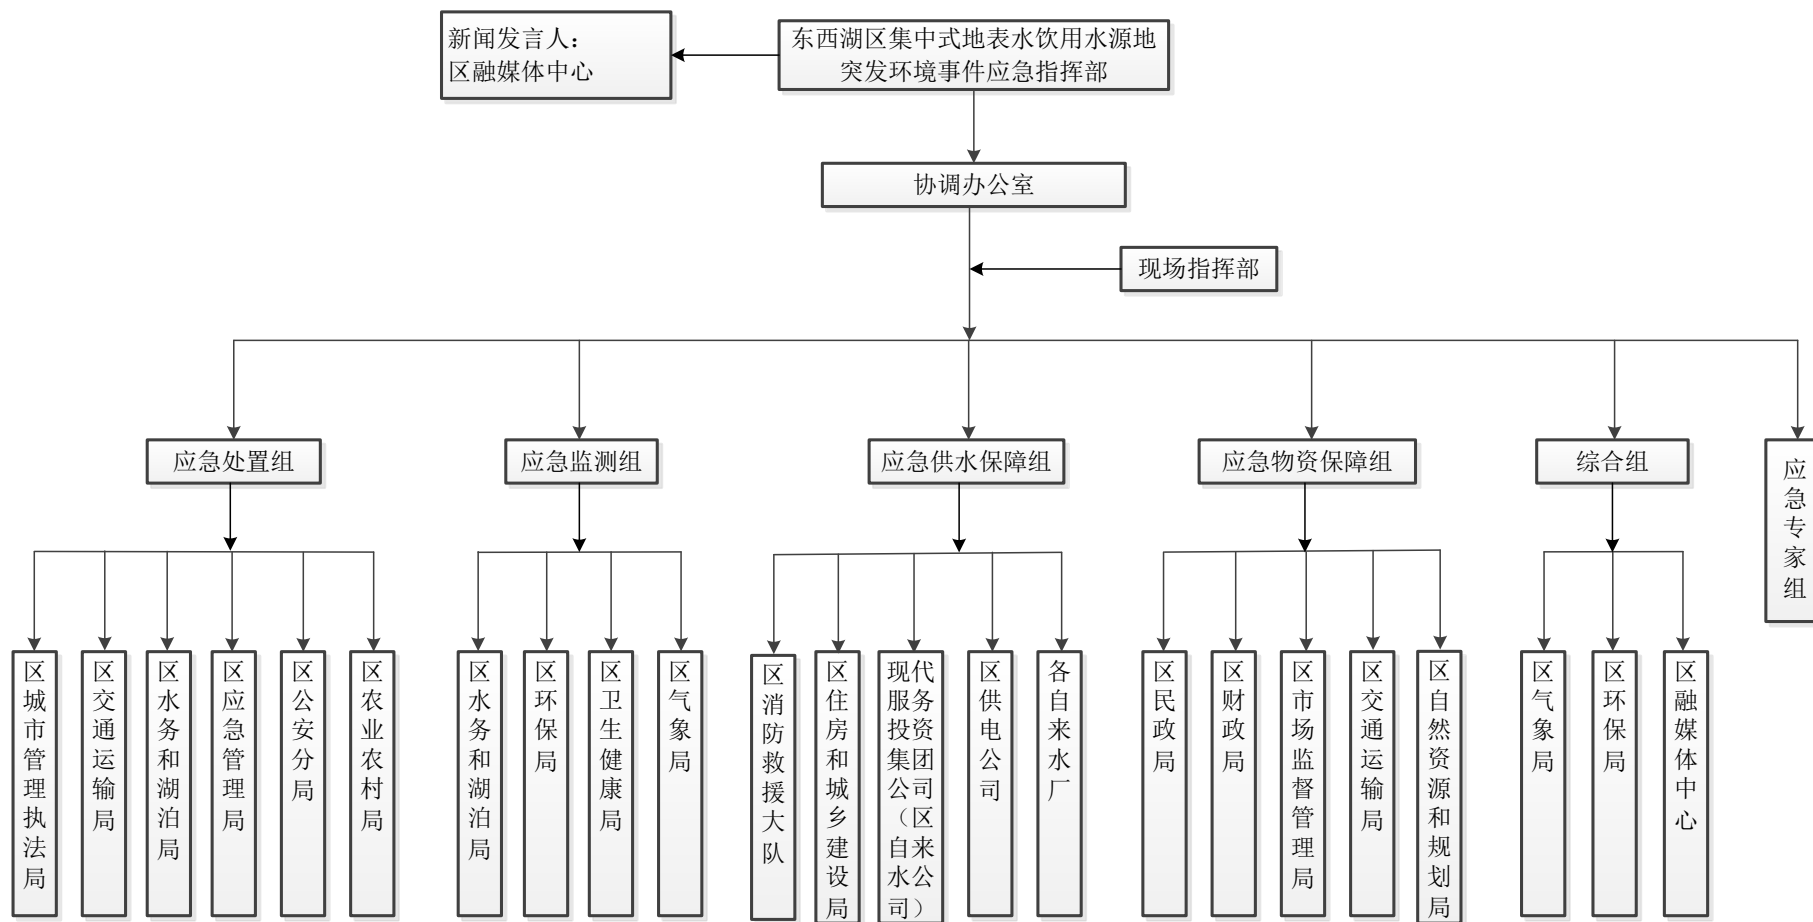 新闻发言人：
区融媒体中心
东西湖区集中式地表水饮用水源地
突发环境事件应急指挥部
协调办公室
现场指挥部
应急处置组
应急监测组
应急供水保障组
应急物资保障组
综合组
应急专家组
区城市管理执法局
区交通运输局
区水务和湖泊局
区应急管理局
区公安分局
区农业农村局
区水务和湖泊局
区环保局
区卫生健康局
区气象局
区消防救援大队
区住房和城乡建设局
现代
服务
投资
集团
公司
（区
自来
水公
司）
区供电公司
各自来水厂
区民政局
区财政局
区市场监督管理局
区交通运输局
区自然资源和规划局
区气象局
区环保局
区融媒体中心